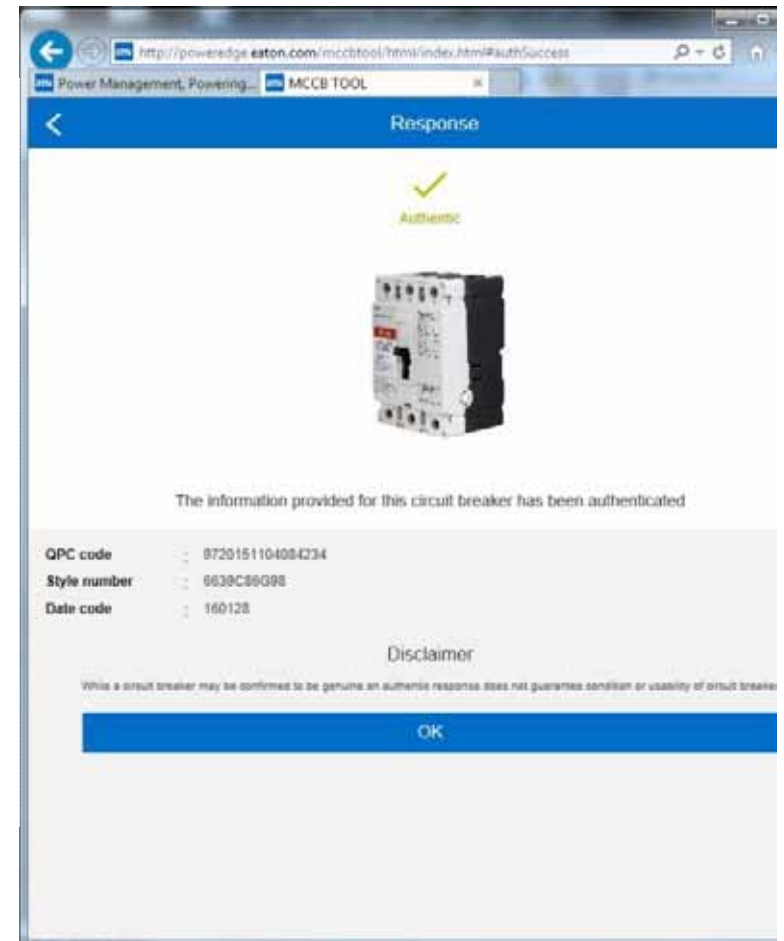 http://poweredge.eaton.com/mccbtool/html/index.html#authSuccess
Power Management, Powering...
MCCB TOOL
Response
Authentic
The information provided for this circuit breaker has been authenticated
QPC code : 9720151104084234
Style number : 6639C86G98
Date code : 160128
Disclaimer
While a circuit breaker may be confirmed to be genuine an authentic response does not guarantee condition or usability of circuit breaker
OK